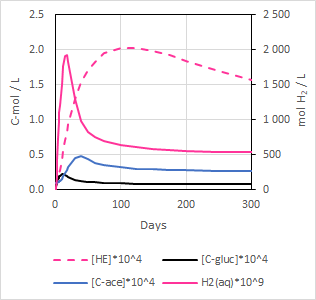 2.5 2 500
2.0 2 000
1.5 1 500
1.0 1 000
0.5 500
0.0 0
0 100 200 300
C-mol / L
mol H₂ / L
Days
[HE]*10^4 [C-gluc]*10^4
[C-ace]*10^4 H2(aq)*10^9